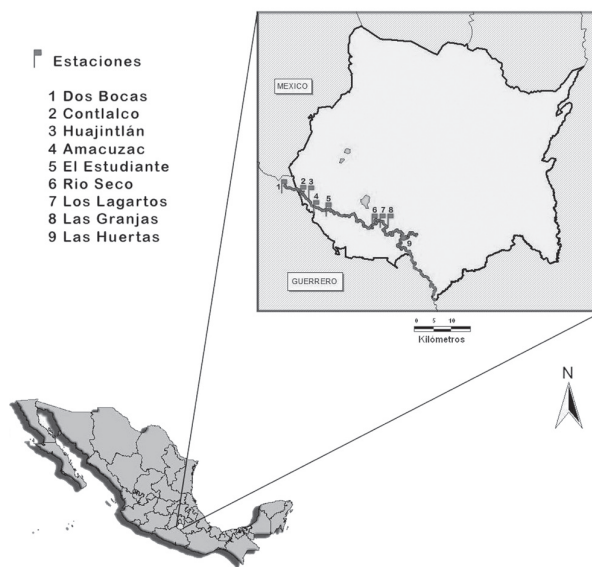 Estaciones
1 Dos Bocas
2 Contlalco
3 Huajintlán
4 Amacuzac
5 El Estudiante
6 Rio Seco
7 Los Lagartos
8 Las Granjas
9 Las Huertas
MEXICO
1 2 3
4 5 6 7 8
9
GUERRERO
0 5 10
Kilómetros
N